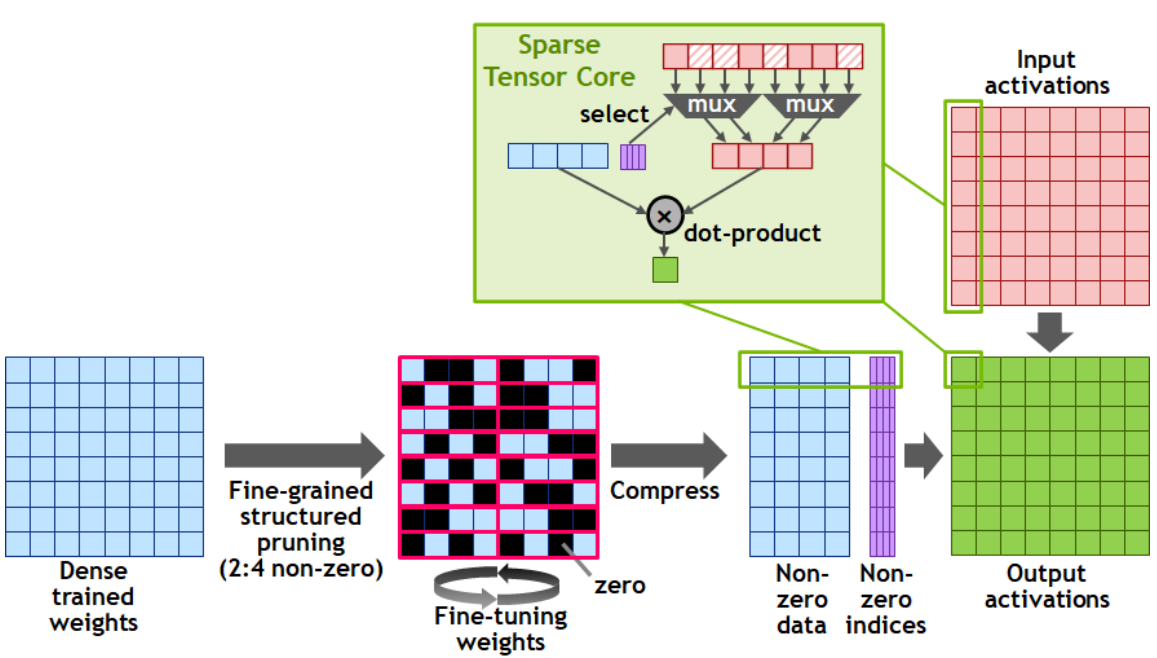 Sparse
Tensor Core
mux
mux
select
×
dot-product
Input
activations
Dense
trained
weights
Fine-grained
structured
pruning
(2:4 non-zero)
zero
Fine-tuning
weights
Compress
Non-
zero
data
Non-
zero
indices
Output
activations